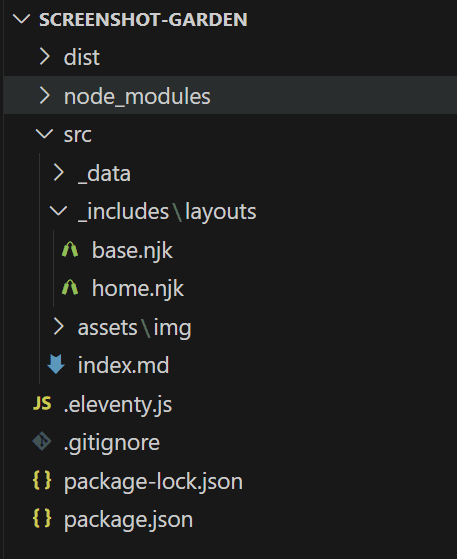 SCREENSHOT-GARDEN
dist
node_modules
src
_data
_includes\layouts
base.njk
home.njk
assets\img
index.md
JS .eleventy.js
.gitignore
{} package-lock.json
{} package.json